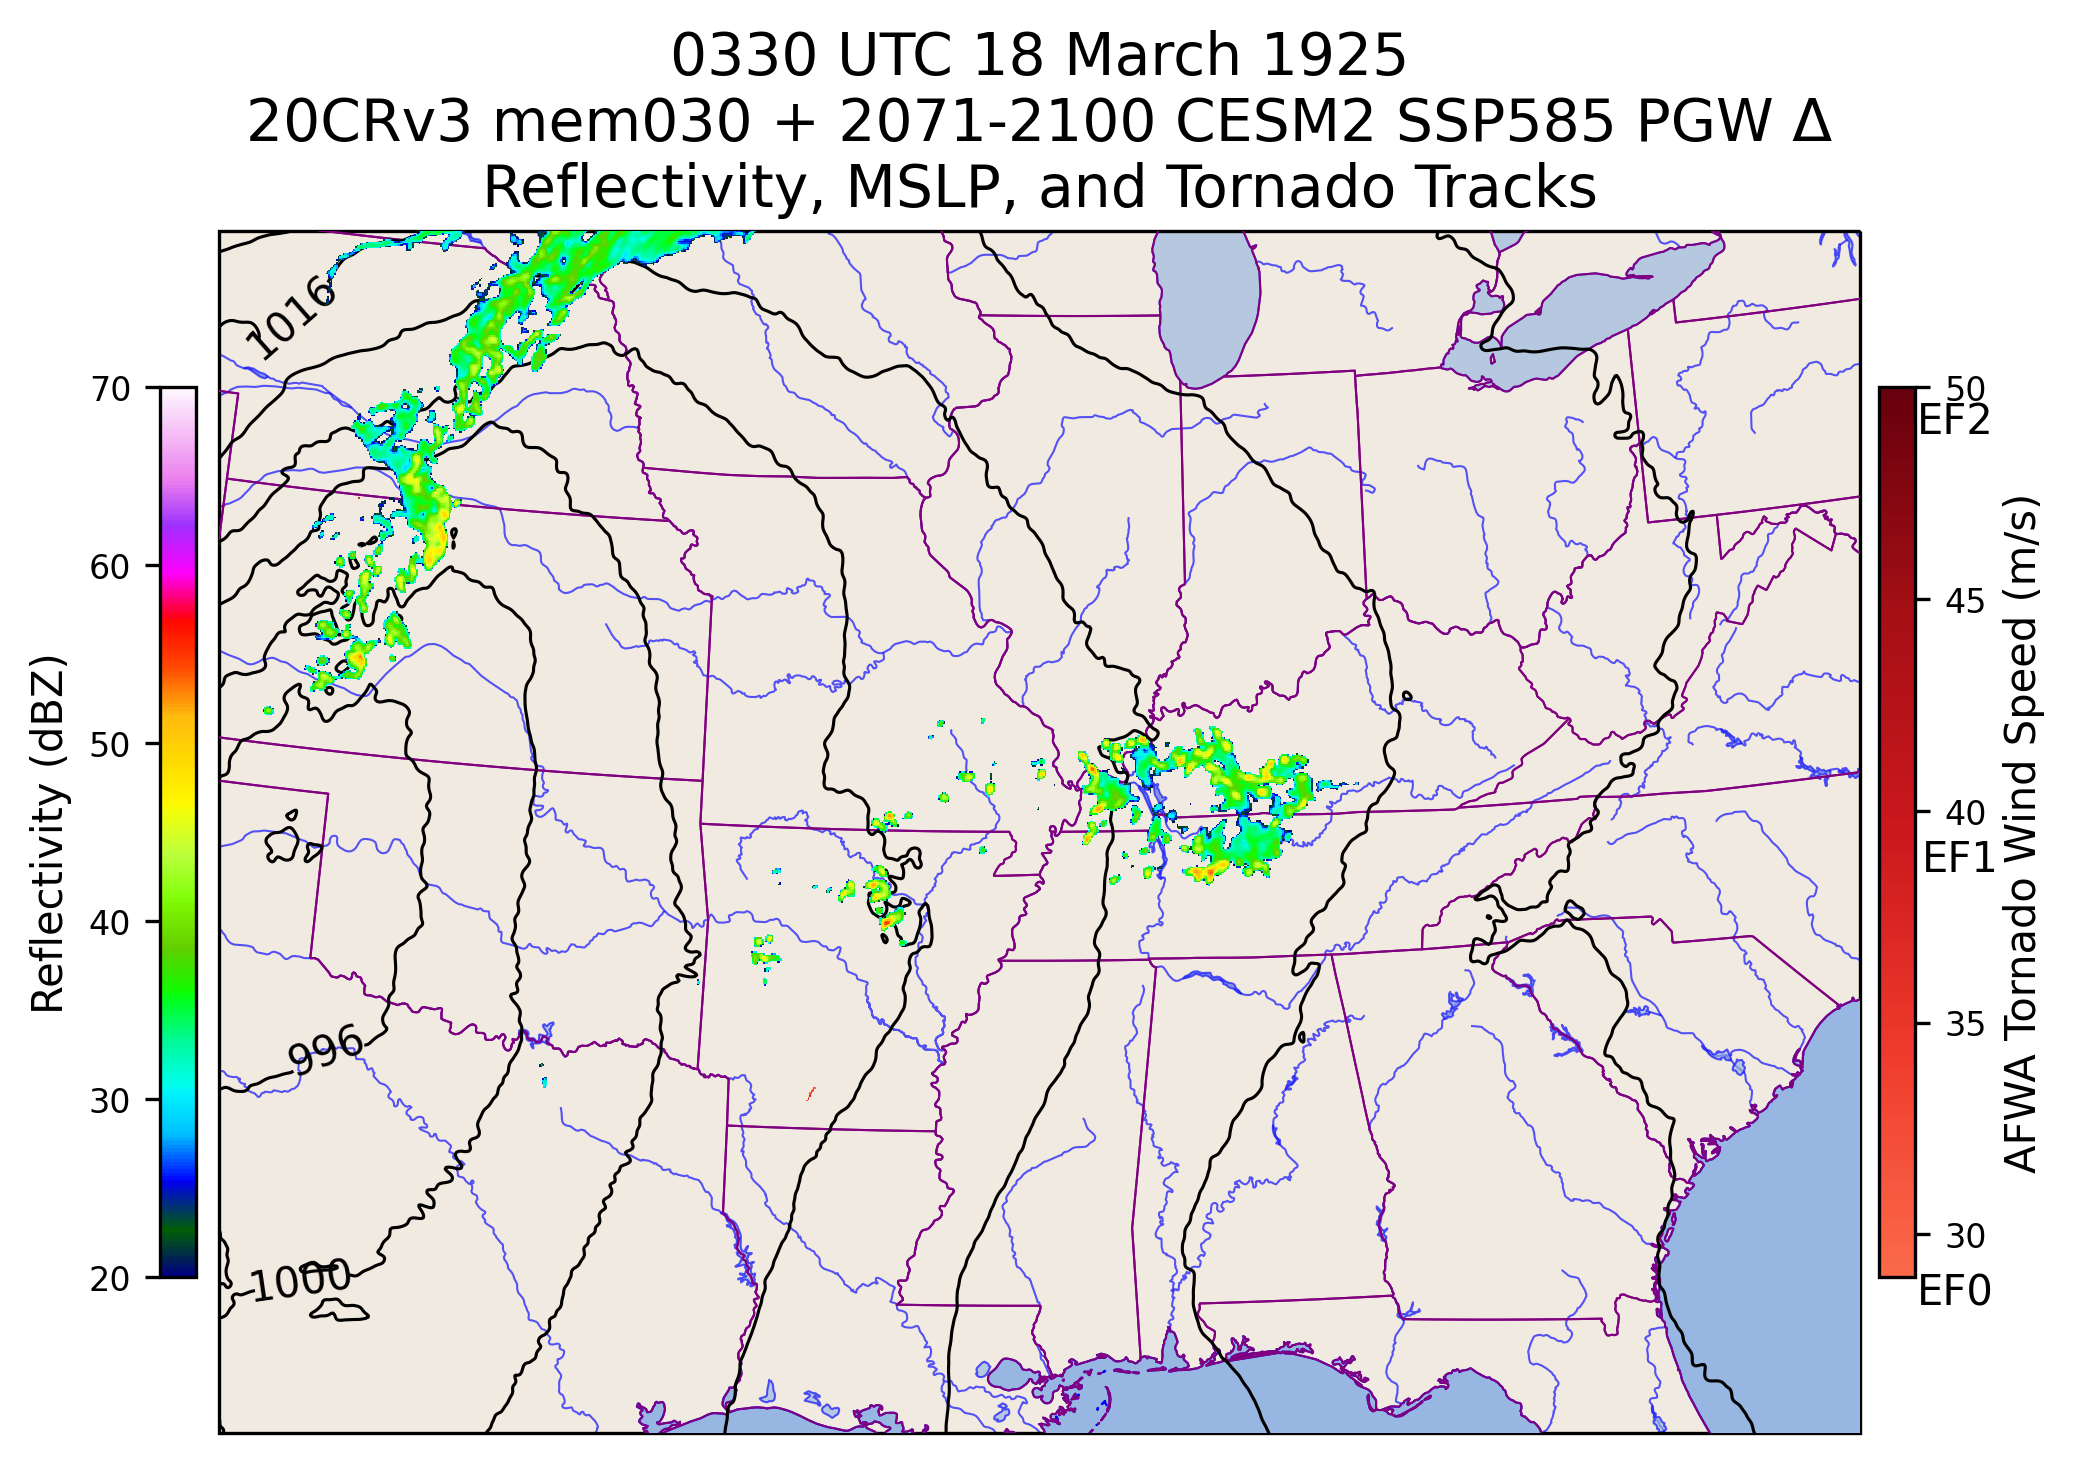 0330 UTC 18 March 1925
20CRv3 mem030 + 2071-2100 CESM2 SSP585 PGW Δ
Reflectivity, MSLP, and Tornado Tracks
1016
996
1000
Reflectivity (dBZ)
70
60
50
40
30
20
50
EF2
45
40
EF1
35
30
EF0
AFWA Tornado Wind Speed (m/s)